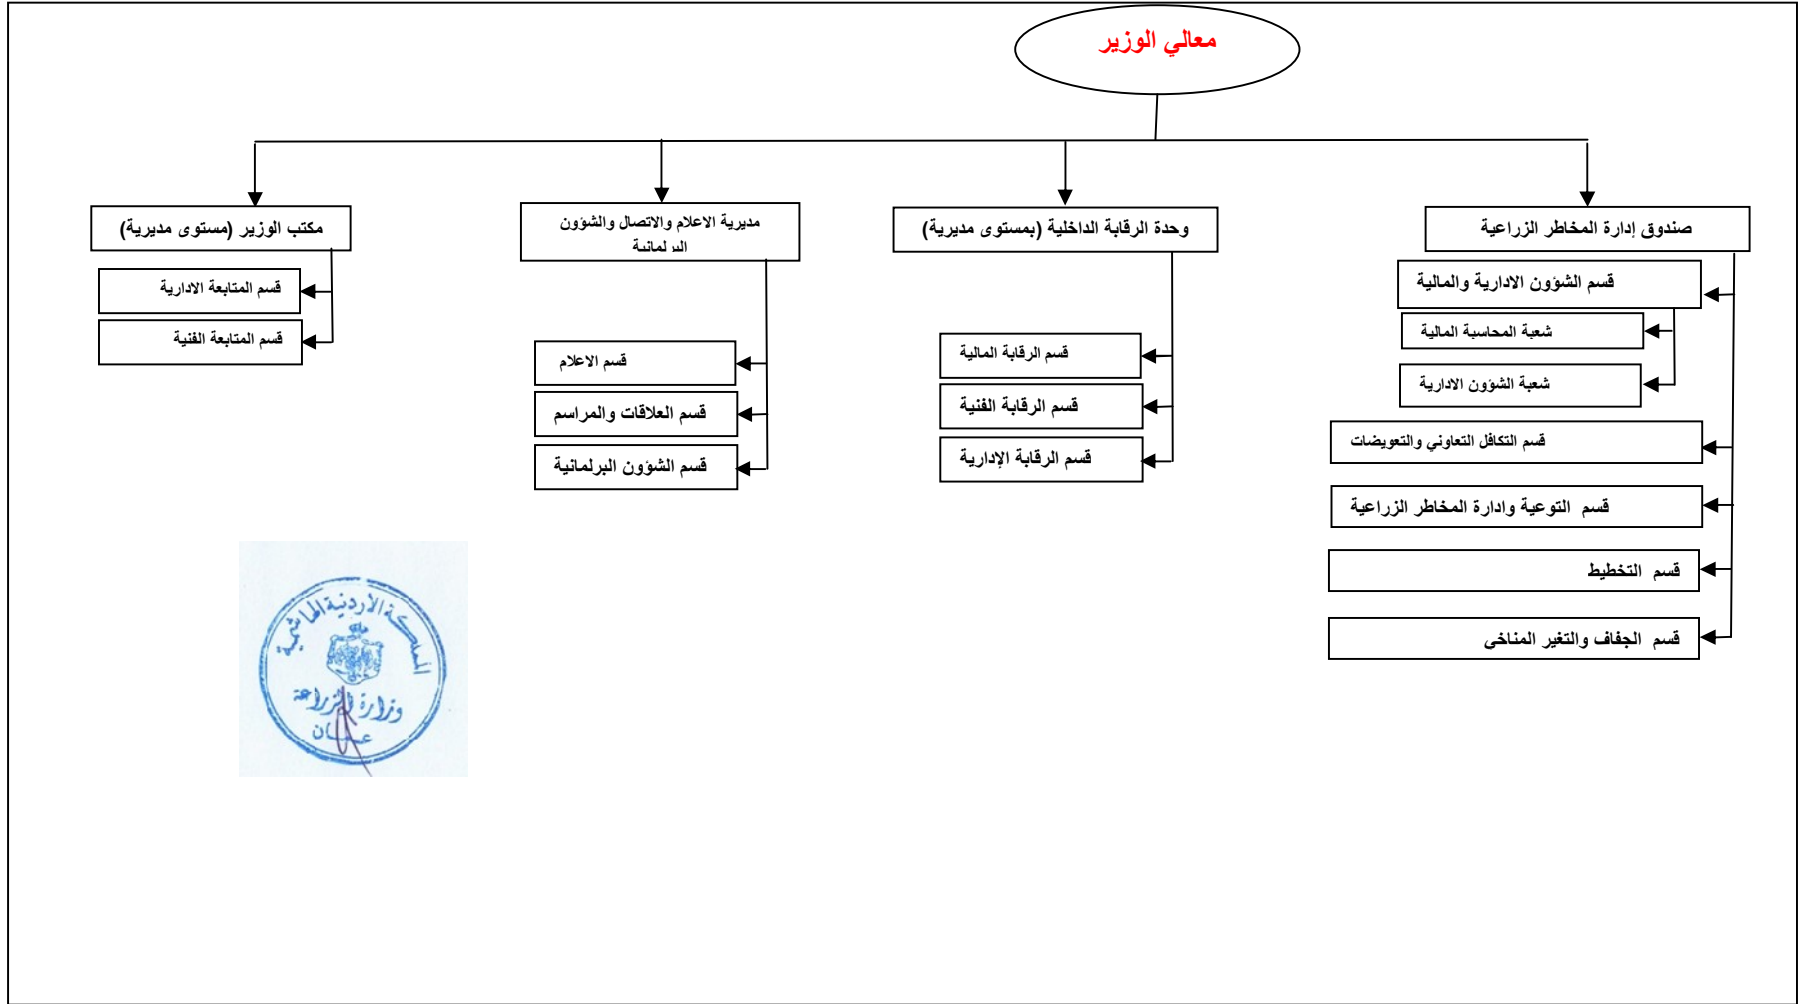 معالي الوزير
صندوق إدارة المخاطر الزراعية
قسم الشؤون الادارية والمالية
شعبة المحاسبة المالية
شعبة الشؤون الادارية
قسم التكافل التعاوني والتعويضات
قسم التوعية وادارة المخاطر الزراعية
قسم التخطيط
قسم الجفاف والتغير المناخى
وحدة الرقابة الداخلية (بمستوى مديرية)
قسم الرقابة المالية
قسم الرقابة الفنية
قسم الرقابة الإدارية
مديرية الاعلام والاتصال والشؤون
البرلمانية
قسم الاعلام
قسم العلاقات والمراسم
قسم الشؤون البرلمانية
مكتب الوزير (مستوى مديرية)
قسم المتابعة الادارية
قسم المتابعة الفنية
المملكة الأردنية الهاشمية
وزارة الزراعة
عمان